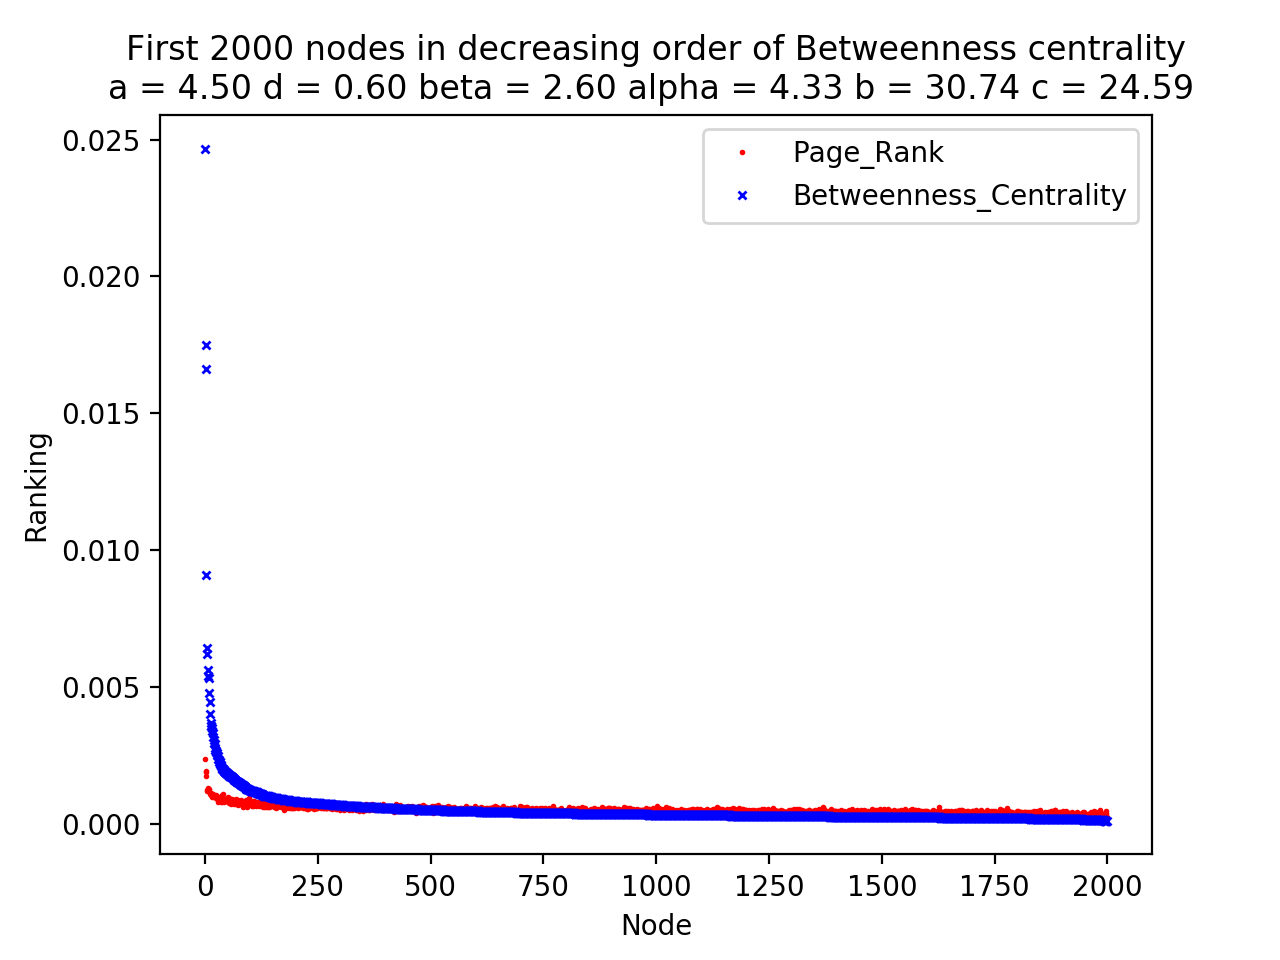 First 2000 nodes in decreasing order of Betweenness centrality
a = 4.50 d = 0.60 beta = 2.60 alpha = 4.33 b = 30.74 c = 24.59
Page_Rank
Betweenness_Centrality
0.025
0.020
0.015
0.010
0.005
0.000
Ranking
0 250 500 750 1000 1250 1500 1750 2000
Node